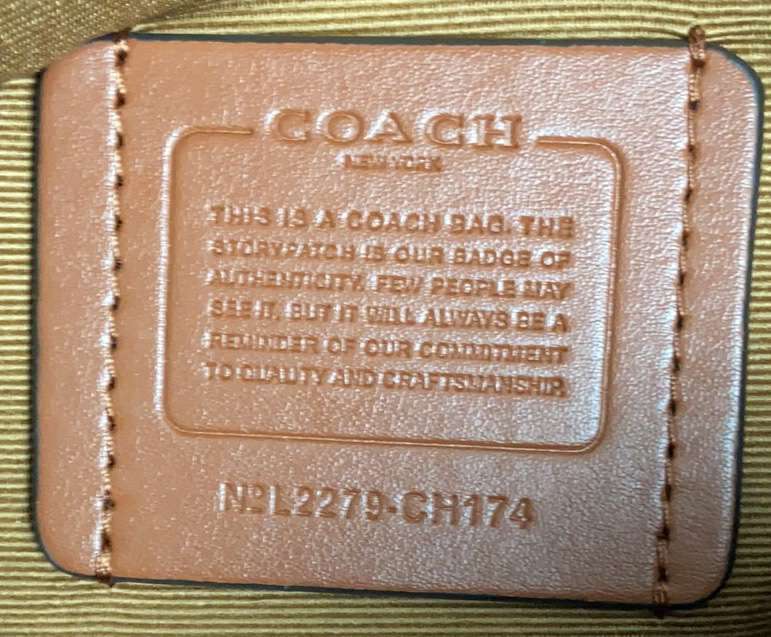 COACH
NEW YORK
THIS IS A COACH BAG. THE
STORYPATCH IS OUR BADGE OF
AUTHENTICITY. FEW PEOPLE MAY
SEE IT, BUT IT WILL ALWAYS BE A
REMINDER OF OUR COMMITMENT
TO QUALITY AND CRAFTSMANSHIP.
Nº L2279-CH174